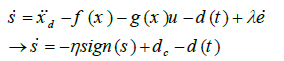 ṡ = ẍ_d − f(x) − g(x)u − d(t) + λė
→ ṡ = −ηsign(s) + d_c − d(t)